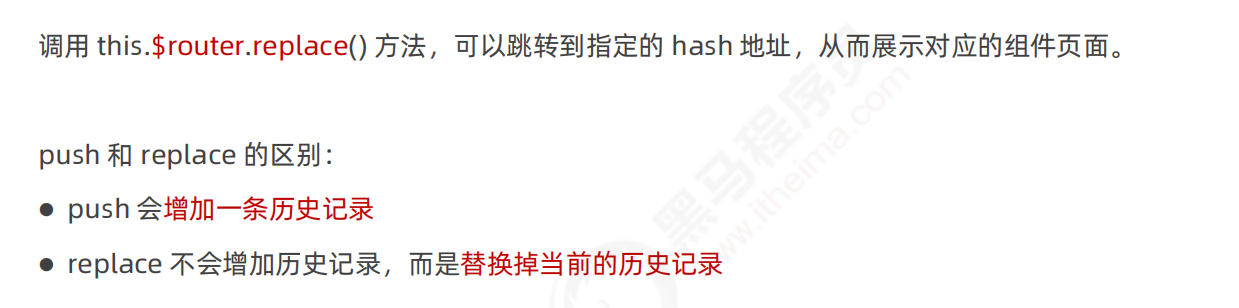 调用 this.$router.replace() 方法，可以跳转到指定的 hash 地址，从而展示对应的组件页面。
push 和 replace 的区别：
● push 会增加一条历史记录
● replace 不会增加历史记录，而是替换掉当前的历史记录
黑马程序员
www.itheima.com